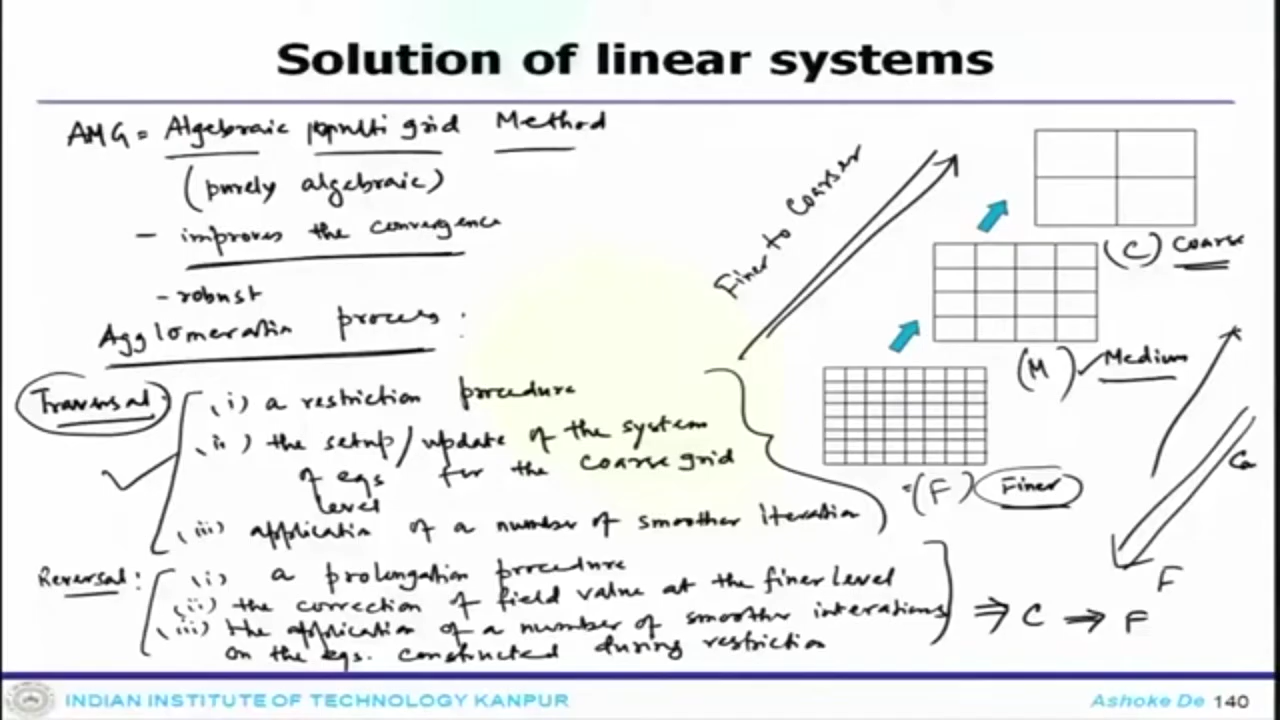 Solution of linear systems
AMG = Algebraic multi grid Method
(purely algebraic)
- improves the convergence
- robust
Agglomeration process :
Traversal:
(i) a restriction procedure
(ii) the setup/update of the system
of eqs for the coarse grid
level
(iii) application of a number of smoother iteration
Reversal:
(i) a prolongation procedure
(ii) the correction of field value at the finer level
(iii) the application of a number of smoother interations
on the eqs. constructed during restriction
⇒ C ⇒ F
Finer to Coarser
(C) Coarse
(M) Medium
(F) Finer
Co
F
INDIAN INSTITUTE OF TECHNOLOGY KANPUR
Ashoke De 140